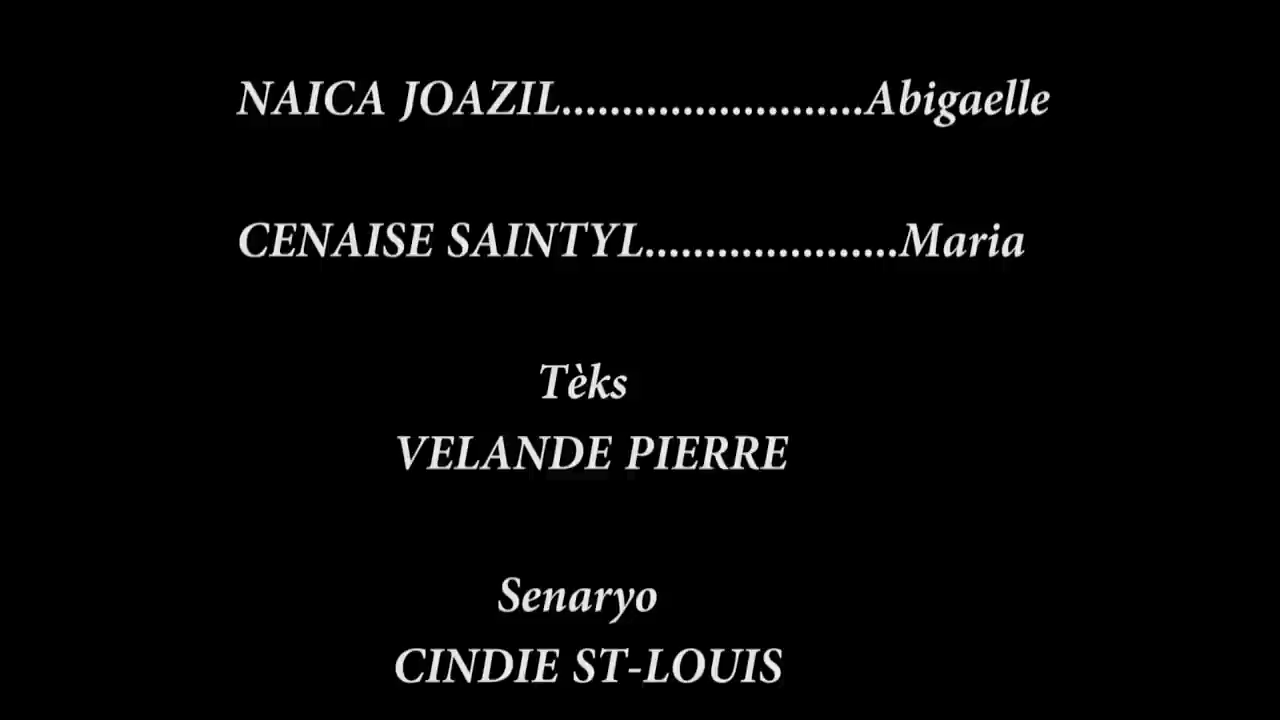 NAICA JOAZIL.........................Abigaelle
CENAISE SAINTYL.....................Maria
Tèks
VELANDE PIERRE
Senaryo
CINDIE ST-LOUIS